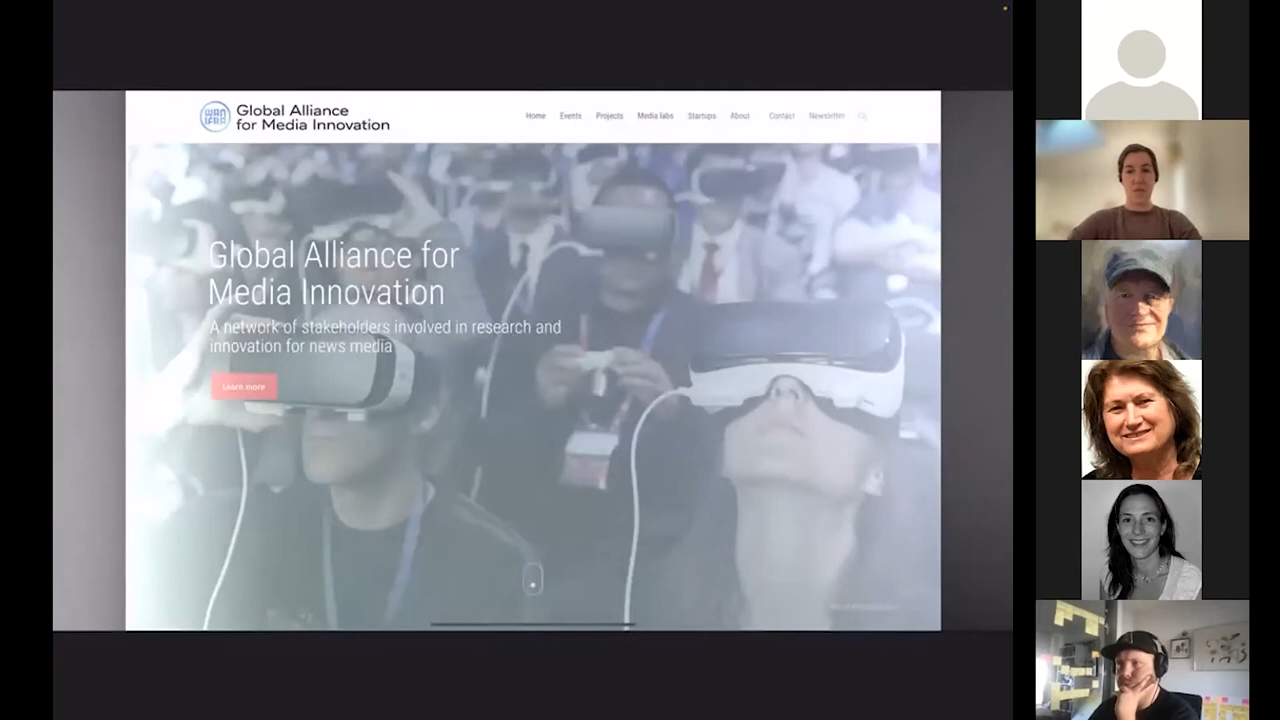 WAN
IFRA
Global Alliance
for Media Innovation
Home
Events
Projects
Media labs
Startups
About
Contact
Newsletter
Global Alliance for
Media Innovation
A network of stakeholders involved in research and
innovation for news media
Learn more